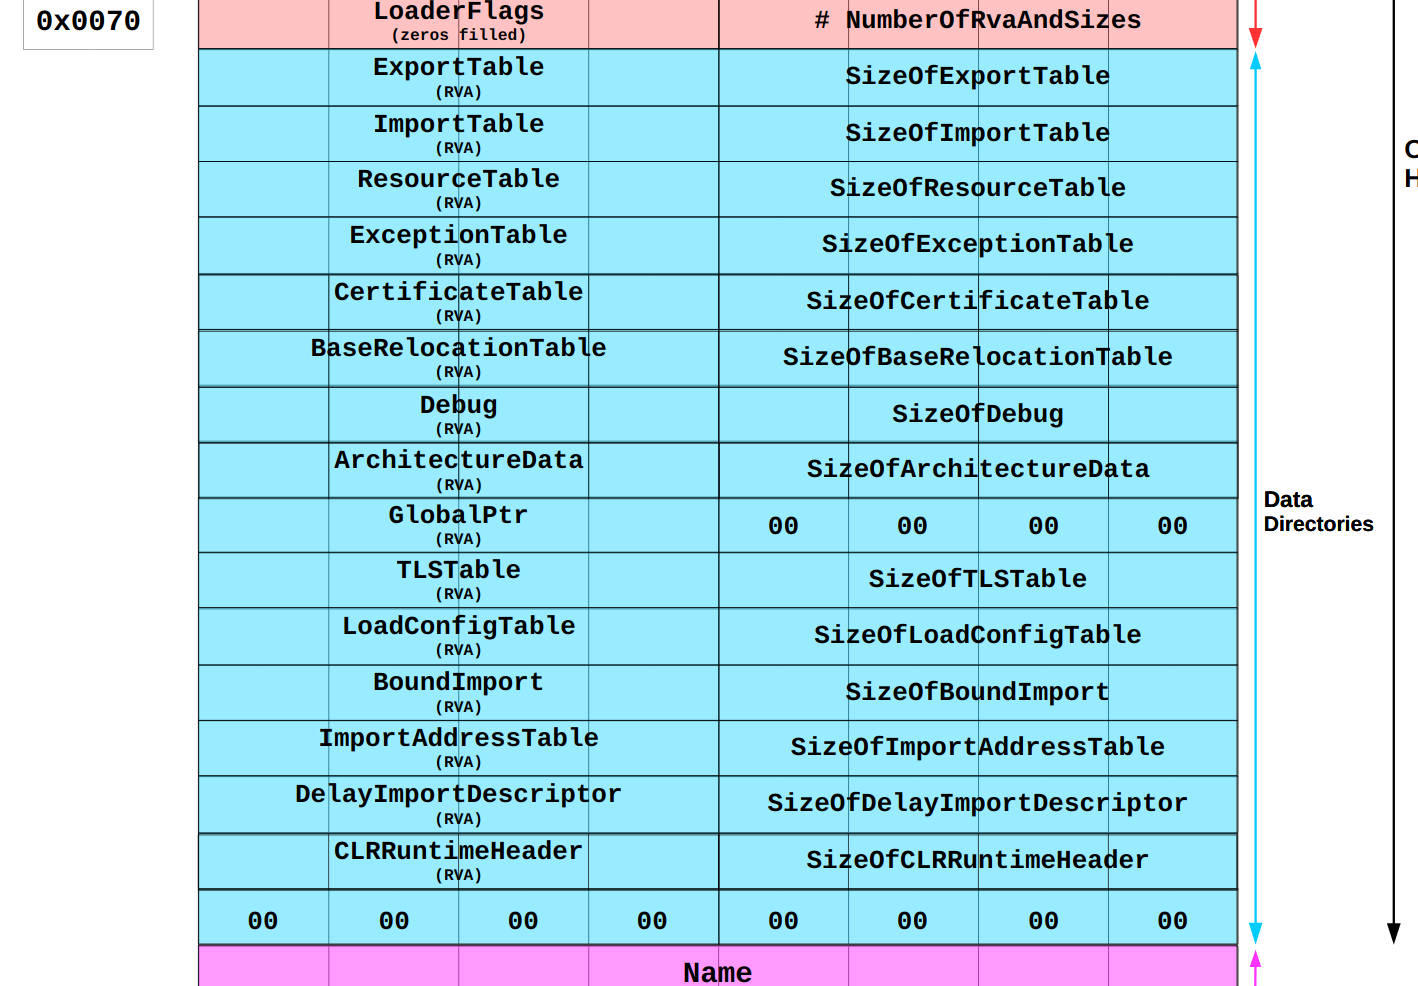 0x0070
LoaderFlags
(zeros filled)
# NumberOfRvaAndSizes
ExportTable
(RVA)
SizeOfExportTable
ImportTable
(RVA)
SizeOfImportTable
ResourceTable
(RVA)
SizeOfResourceTable
ExceptionTable
(RVA)
SizeOfExceptionTable
CertificateTable
(RVA)
SizeOfCertificateTable
BaseRelocationTable
(RVA)
SizeOfBaseRelocationTable
Debug
(RVA)
SizeOfDebug
ArchitectureData
(RVA)
SizeOfArchitectureData
GlobalPtr
(RVA)
00 00 00 00
TLSTable
(RVA)
SizeOfTLSTable
LoadConfigTable
(RVA)
SizeOfLoadConfigTable
BoundImport
(RVA)
SizeOfBoundImport
ImportAddressTable
(RVA)
SizeOfImportAddressTable
DelayImportDescriptor
(RVA)
SizeOfDelayImportDescriptor
CLRRuntimeHeader
(RVA)
SizeOfCLRRuntimeHeader
00 00 00 00 00 00 00 00
Name
Data
Directories